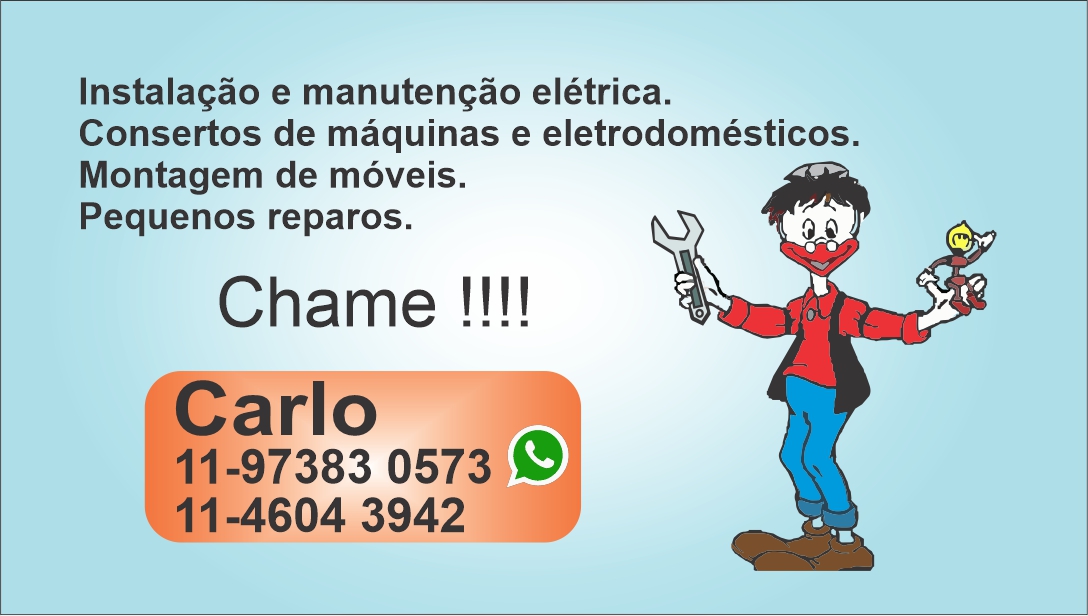 Instalação e manutenção elétrica.
Consertos de máquinas e eletrodomésticos.
Montagem de móveis.
Pequenos reparos.
Chame !!!!
Carlo
11-97383 0573
11-4604 3942